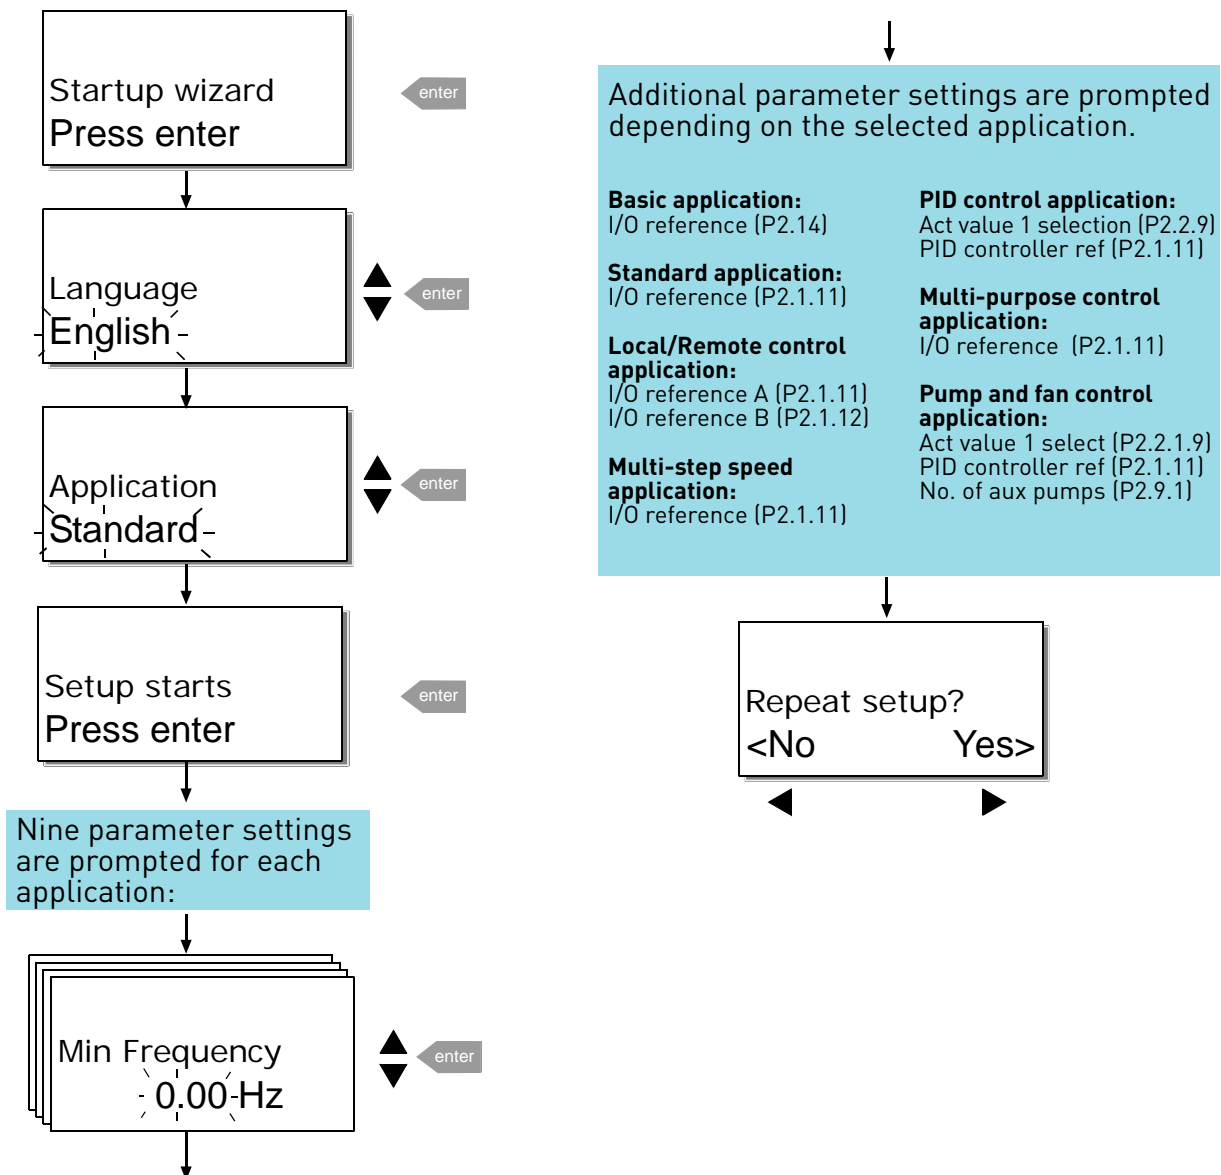 Startup wizard
Press enter
enter
Language
English
enter
Application
Standard
enter
Setup starts
Press enter
enter
Nine parameter settings
are prompted for each
application:
Min Frequency
0.00 Hz
enter
Additional parameter settings are prompted
depending on the selected application.
Basic application:
I/O reference (P2.14)
Standard application:
I/O reference (P2.1.11)
Local/Remote control
application:
I/O reference A (P2.1.11)
I/O reference B (P2.1.12)
Multi-step speed
application:
I/O reference (P2.1.11)
PID control application:
Act value 1 selection (P2.2.9)
PID controller ref (P2.1.11)
Multi-purpose control
application:
I/O reference (P2.1.11)
Pump and fan control
application:
Act value 1 select (P2.2.1.9)
PID controller ref (P2.1.11)
No. of aux pumps (P2.9.1)
Repeat setup?
<No Yes>